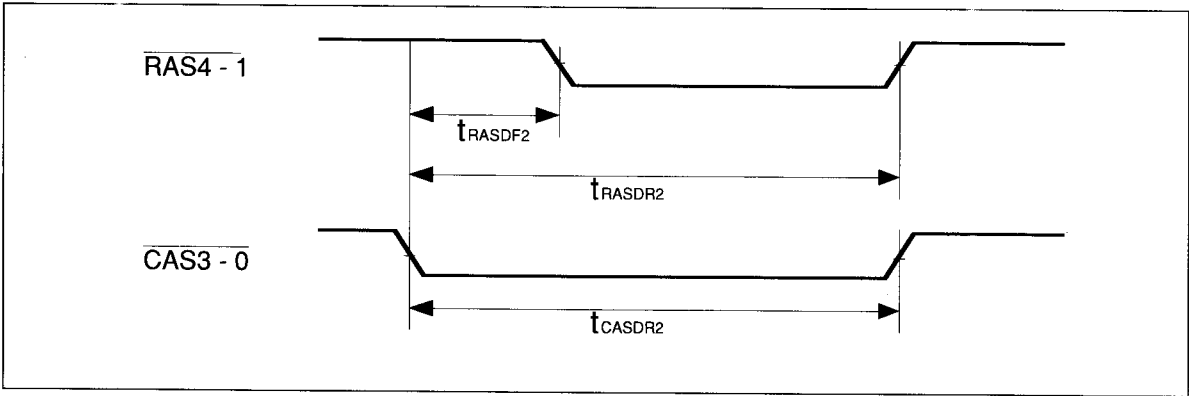 RAS4 - 1
tRASDF2
tRASDR2
CAS3 - 0
tCASDR2